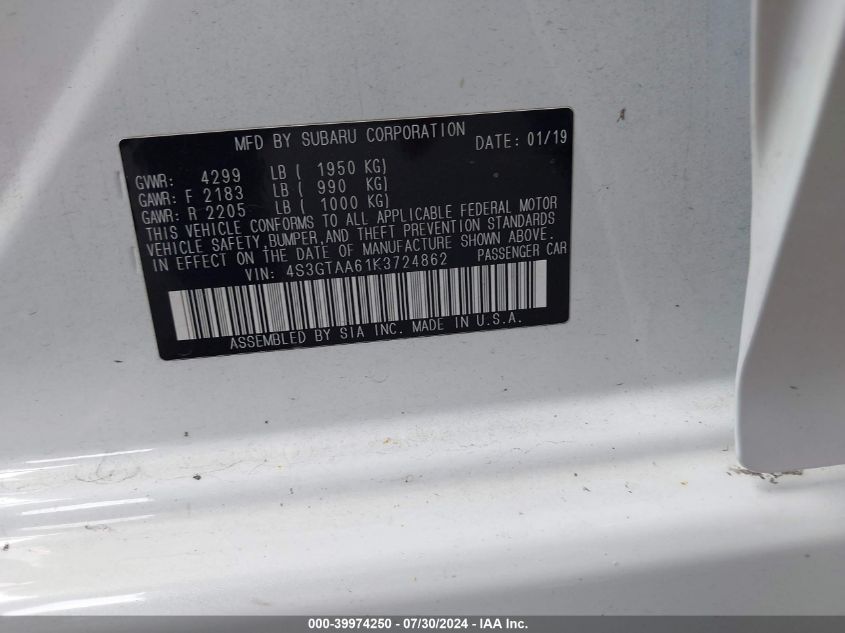 MFD BY SUBARU CORPORATION DATE: 01/19
GVWR: 4299 LB ( 1950 KG)
GAWR: F 2183 LB ( 990 KG)
GAWR: R 2205 LB ( 1000 KG)
THIS VEHICLE CONFORMS TO ALL APPLICABLE FEDERAL MOTOR
VEHICLE SAFETY,BUMPER,AND THEFT PREVENTION STANDARDS
IN EFFECT ON THE DATE OF MANUFACTURE SHOWN ABOVE.
VIN: 4S3GTAA61K3724862 PASSENGER CAR
ASSEMBLED BY SIA INC. MADE IN U.S.A.
000-39974250 - 07/30/2024 - IAA Inc.